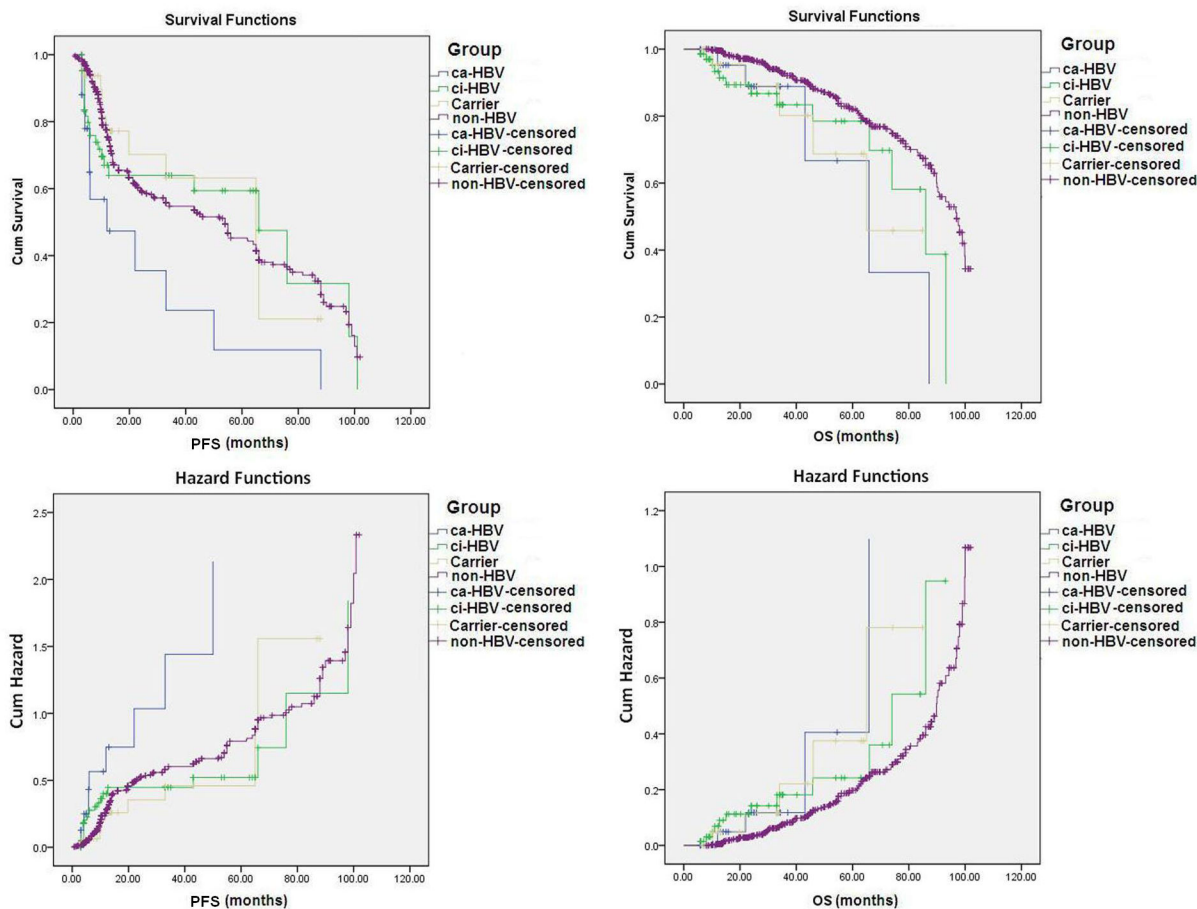 Survival Functions
Cum Survival
1.0
0.8
0.6
0.4
0.2
0.0
0.00 20.00 40.00 60.00 80.00 100.00 120.00
PFS (months)
Group
ca-HBV
ci-HBV
Carrier
non-HBV
ca-HBV-censored
ci-HBV-censored
Carrier-censored
non-HBV-censored
Survival Functions
Cum Survival
1.0
0.8
0.6
0.4
0.2
0.0
0.00 20.00 40.00 60.00 80.00 100.00 120.00
OS (months)
Group
ca-HBV
ci-HBV
Carrier
non-HBV
ca-HBV-censored
ci-HBV-censored
Carrier-censored
non-HBV-censored
Hazard Functions
Cum Hazard
2.5
2.0
1.5
1.0
0.5
0.0
0.00 20.00 40.00 60.00 80.00 100.00 120.00
PFS (months)
Group
ca-HBV
ci-HBV
Carrier
non-HBV
ca-HBV-censored
ci-HBV-censored
Carrier-censored
non-HBV-censored
Hazard Functions
Cum Hazard
1.2
1.0
0.8
0.6
0.4
0.2
0.0
0.00 20.00 40.00 60.00 80.00 100.00 120.00
OS (months)
Group
ca-HBV
ci-HBV
Carrier
non-HBV
ca-HBV-censored
ci-HBV-censored
Carrier-censored
non-HBV-censored